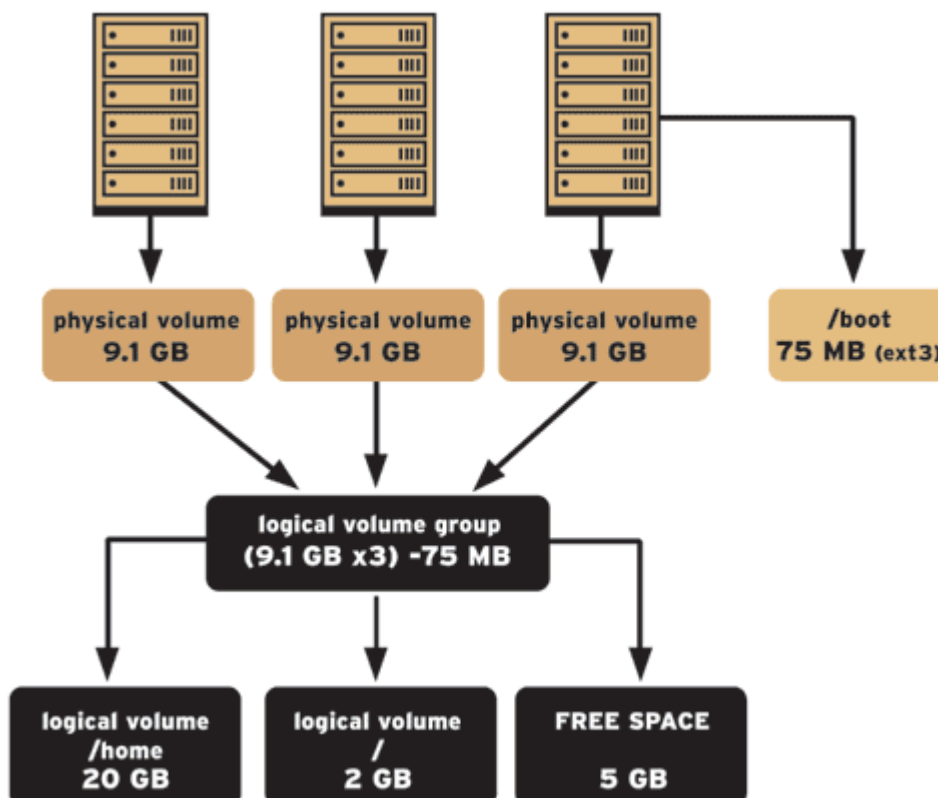 physical volume
9.1 GB
physical volume
9.1 GB
physical volume
9.1 GB
/boot
75 MB (ext3)
logical volume group
(9.1 GB x3) -75 MB
logical volume
/home
20 GB
logical volume
/
2 GB
FREE SPACE
5 GB